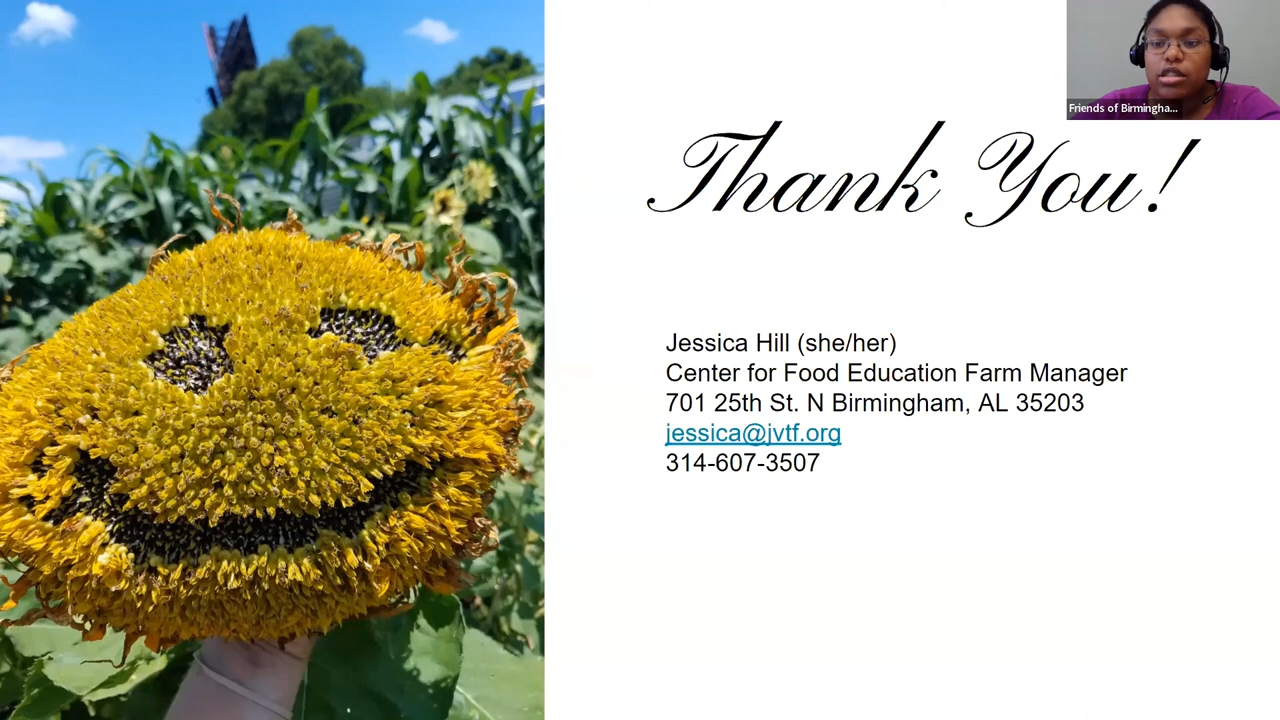 Friends of Birmingha...
Thank You!
Jessica Hill (she/her)
Center for Food Education Farm Manager
701 25th St. N Birmingham, AL 35203
jessica@jvtf.org
314-607-3507